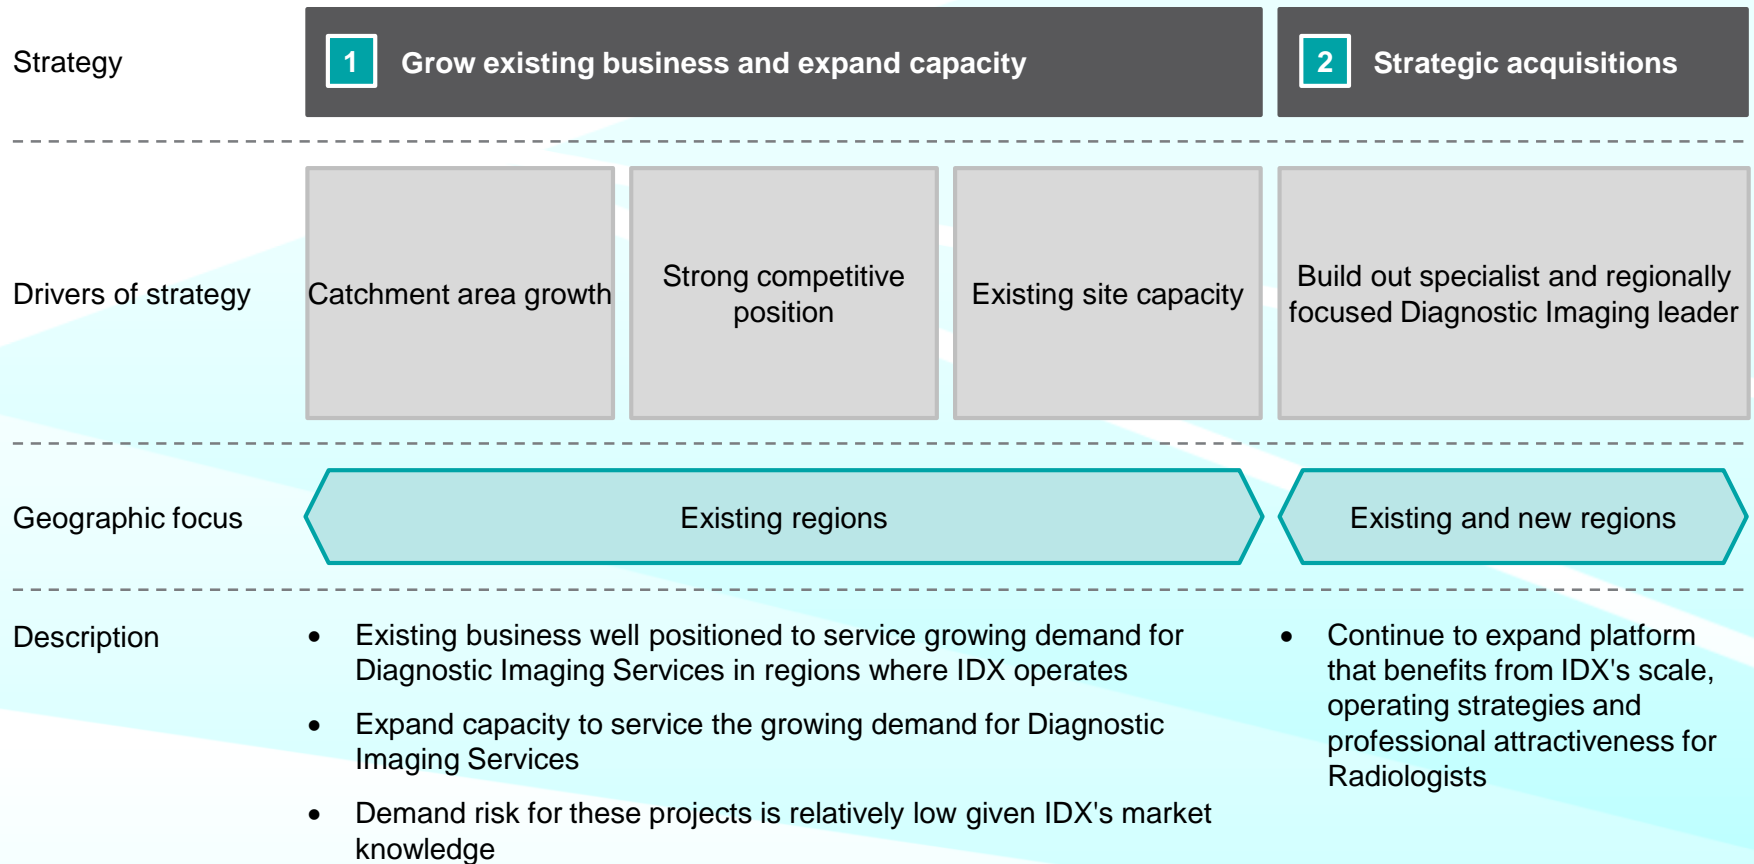 Strategy
1 Grow existing business and expand capacity
2 Strategic acquisitions
Drivers of strategy
Catchment area growth
Strong competitive
position
Existing site capacity
Build out specialist and regionally
focused Diagnostic Imaging leader
Geographic focus
Existing regions
Existing and new regions
Description
• Existing business well positioned to service growing demand for
Diagnostic Imaging Services in regions where IDX operates
• Expand capacity to service the growing demand for Diagnostic
Imaging Services
• Demand risk for these projects is relatively low given IDX's market
knowledge
• Continue to expand platform
that benefits from IDX's scale,
operating strategies and
professional attractiveness for
Radiologists